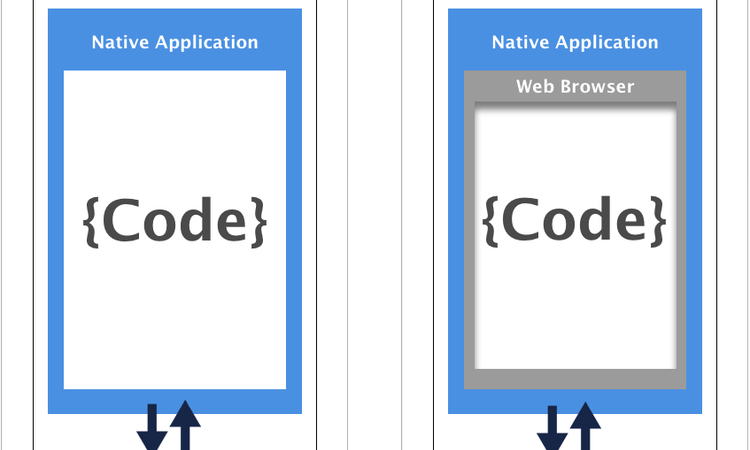 Native Application
{Code}
Native Application
Web Browser
{Code}